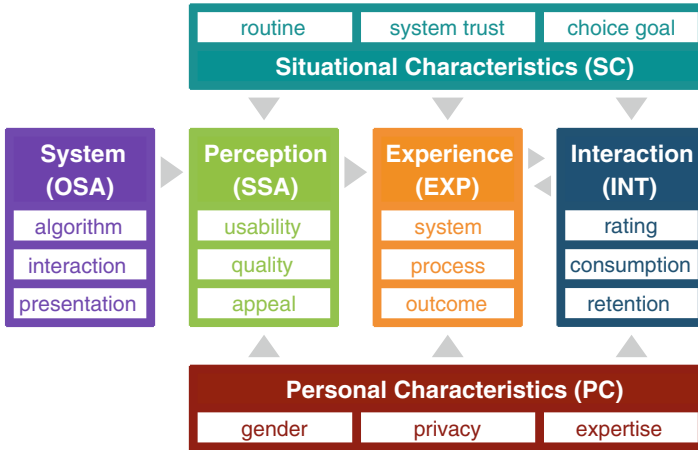 routine
system trust
choice goal
Situational Characteristics (SC)
System
(OSA)
algorithm
interaction
presentation
Perception
(SSA)
usability
quality
appeal
Experience
(EXP)
system
process
outcome
Interaction
(INT)
rating
consumption
retention
Personal Characteristics (PC)
gender
privacy
expertise